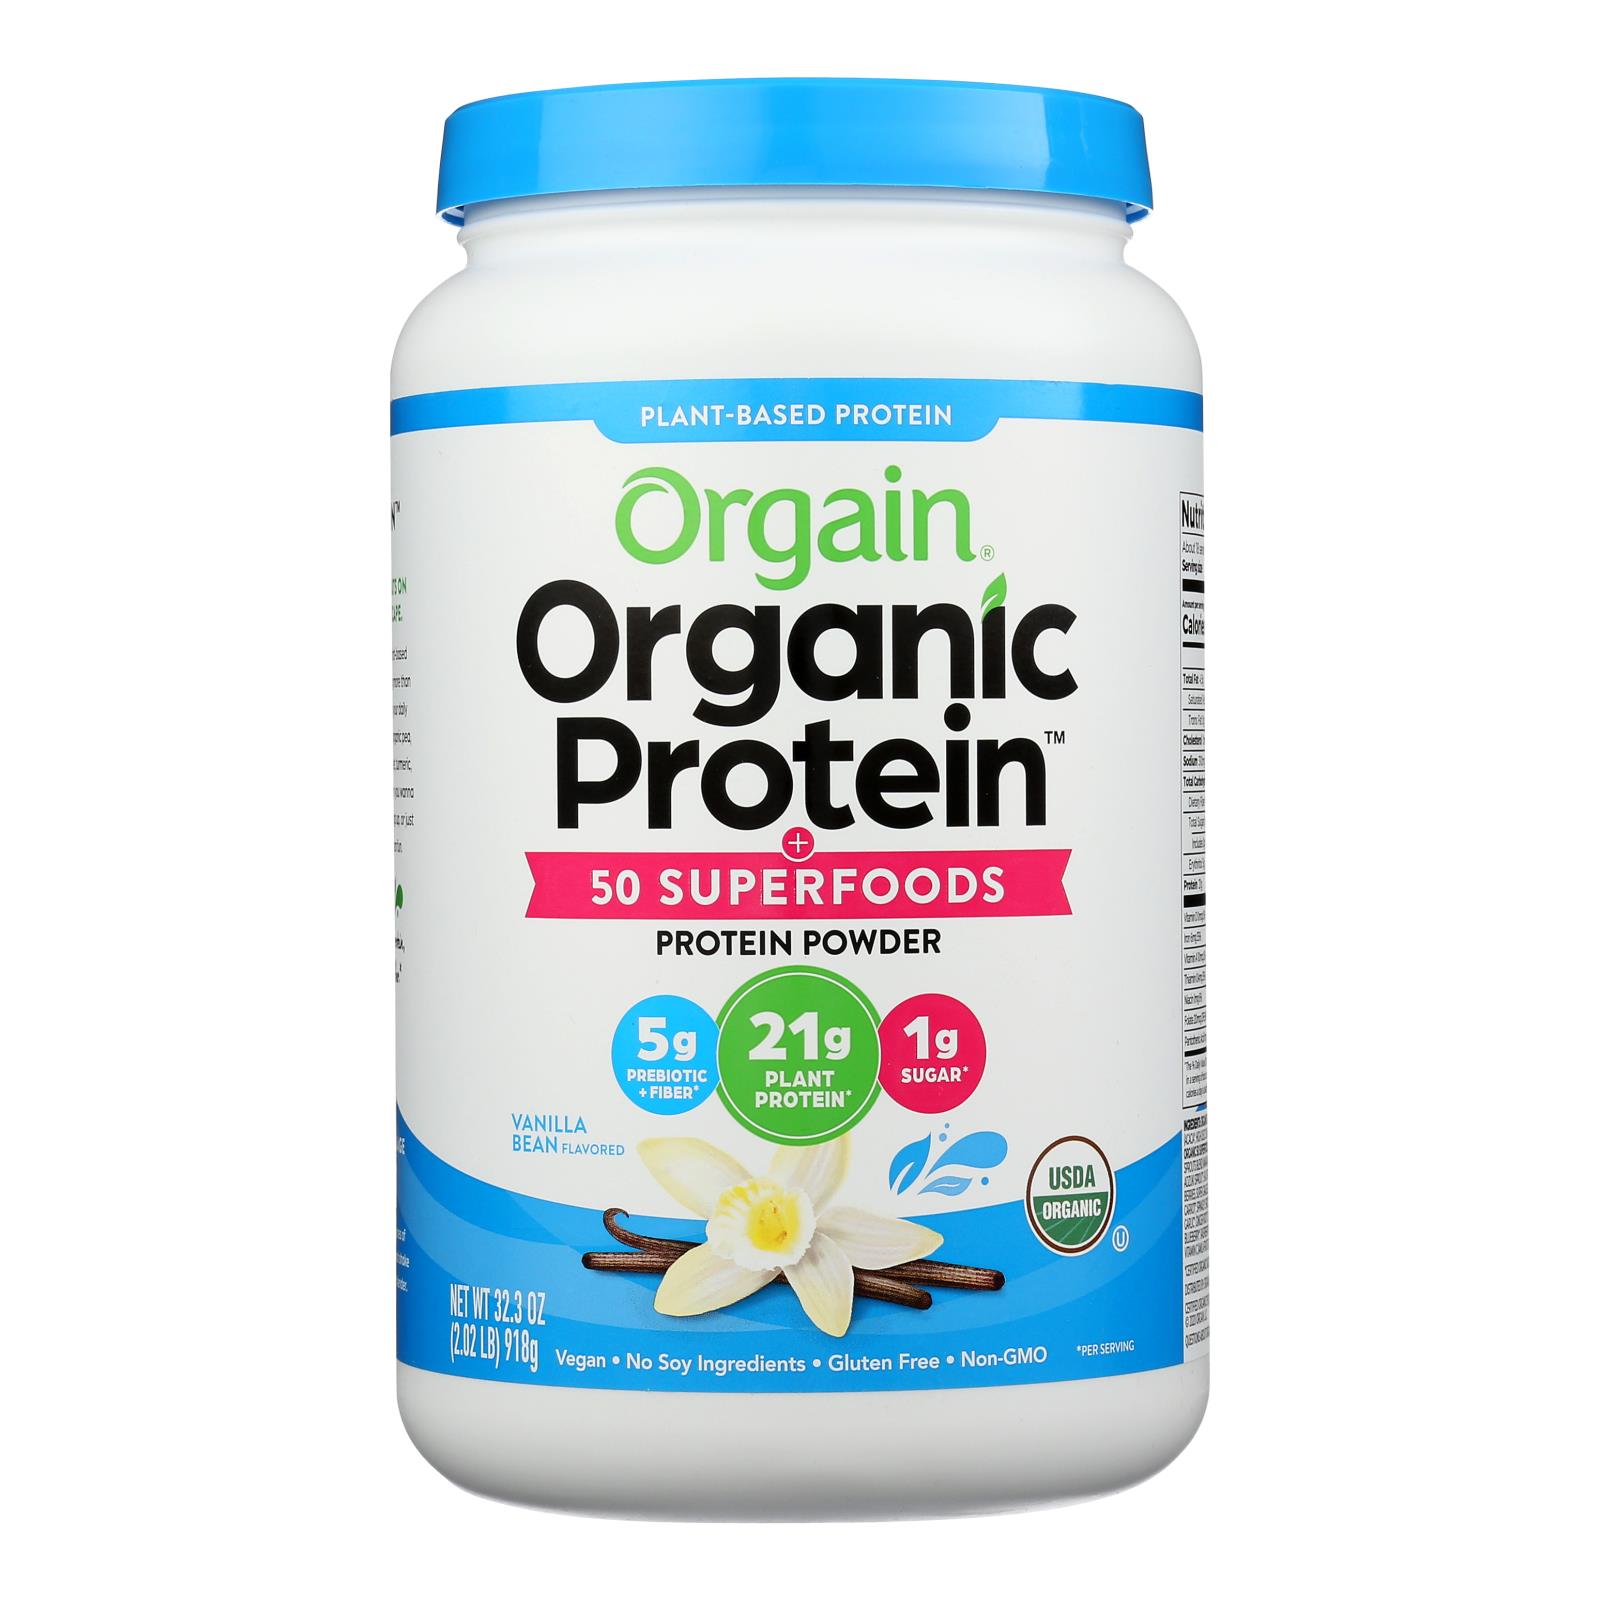 PLANT-BASED PROTEIN
Orgain®
Organic
Protein™
+
50 SUPERFOODS
PROTEIN POWDER
5g
PREBIOTIC
+ FIBER*
21g
PLANT
PROTEIN*
1g
SUGAR*
VANILLA
BEAN FLAVORED
USDA
ORGANIC
U
NET WT 32.3 OZ
(2.02 LB) 918g
Vegan • No Soy Ingredients • Gluten Free • Non-GMO
*PER SERVING